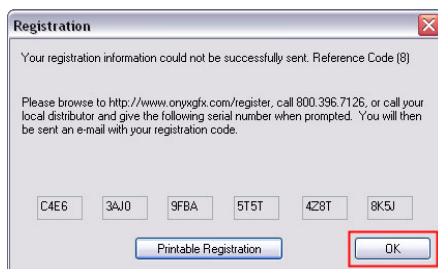 Registration
Your registration information could not be successfully sent. Reference Code (8)
Please browse to http://www.onyxgfx.com/register, call 800.396.7126, or call your
local distributor and give the following serial number when prompted. You will then
be sent an e-mail with your registration code.
C4E6 3AJ0 9FBA 5T5T 4Z8T 8K5J
Printable Registration OK